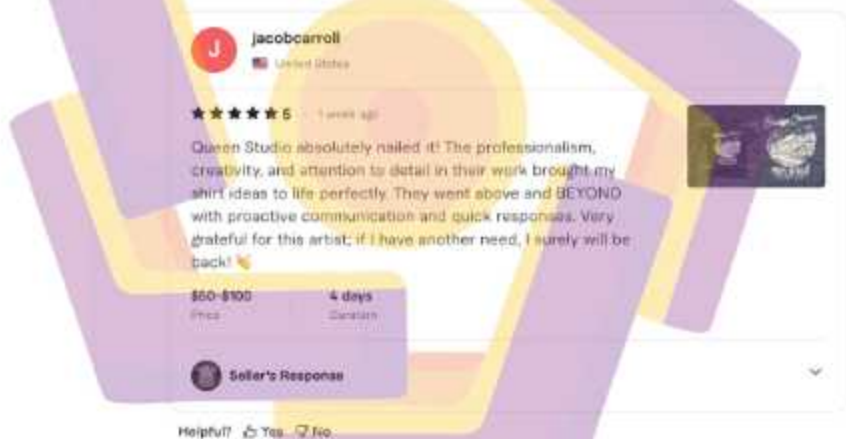 J
jacobcarroll
United States
★★★★★ 5 · 1 week ago
Queen Studio absolutely nailed it! The professionalism,
creativity, and attention to detail in their work brought my
shirt ideas to life perfectly. They went above and BEYOND
with proactive communication and quick responses. Very
grateful for this artist; if I have another need, I surely will be
back! 👏
$50-$100 4 days
Price Duration
Seller's Response
Helpful? Yes No